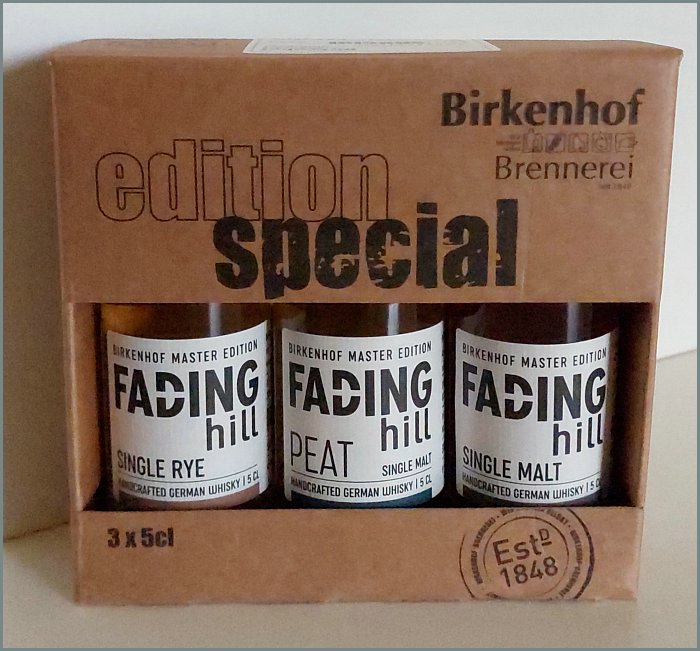 Birkenhof
Brennerei
edition
special
BIRKENHOF MASTER EDITION
FADING
hill
SINGLE RYE
HANDCRAFTED GERMAN WHISKY | 5 CL
BIRKENHOF MASTER EDITION
FADING
hill
PEAT
SINGLE MALT
HANDCRAFTED GERMAN WHISKY | 5 CL
BIRKENHOF MASTER EDITION
FADING
hill
SINGLE MALT
HANDCRAFTED GERMAN WHISKY | 5 CL
3 x 5cl
EstD
1848